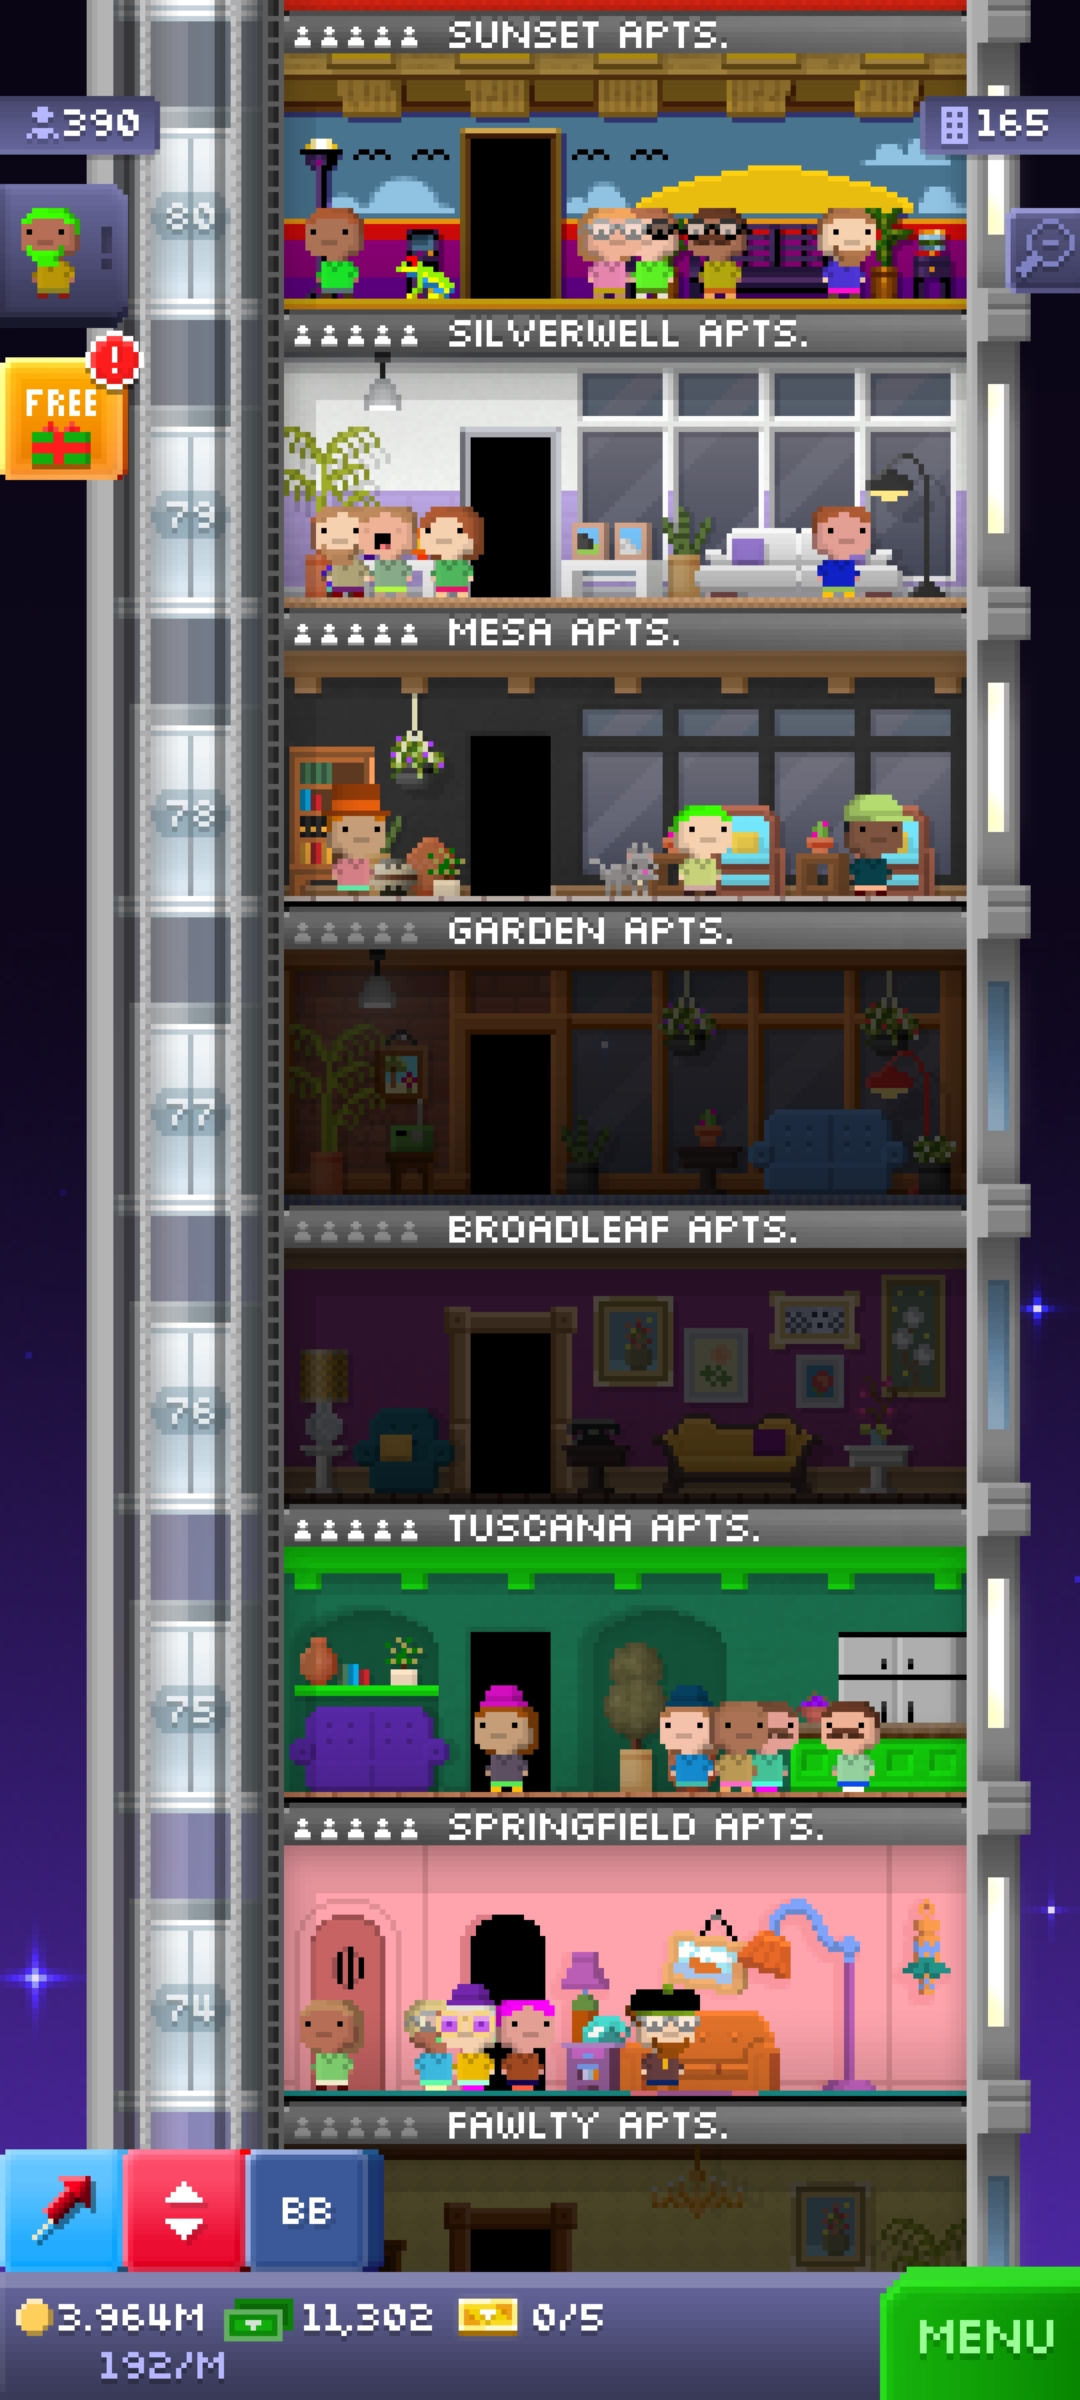 SUNSET APTS.
390
165
80
!
SILVERWELL APTS.
!
FREE
79
MESA APTS.
78
GARDEN APTS.
77
BROADLEAF APTS.
76
TUSCANA APTS.
75
SPRINGFIELD APTS.
74
FAWLTY APTS.
BB
3.964M 11,302 0/5
192/M
MENU